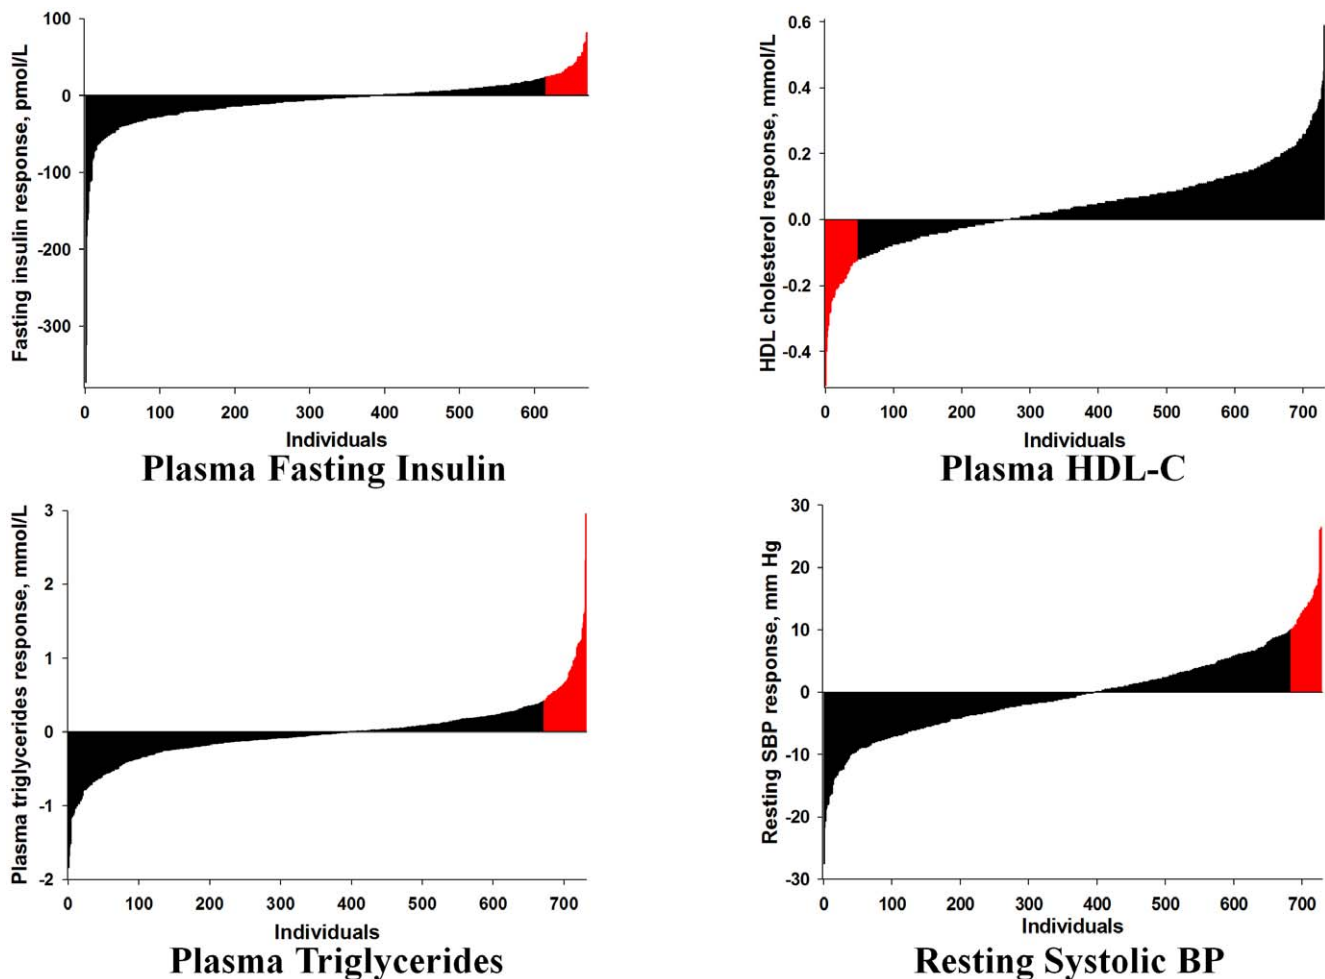 Fasting insulin response, pmol/L
100
0
-100
-200
-300
0 100 200 300 400 500 600
Individuals
Plasma Fasting Insulin
HDL cholesterol response, mmol/L
0.6
0.4
0.2
0.0
-0.2
-0.4
0 100 200 300 400 500 600 700
Individuals
Plasma HDL-C
Plasma triglycerides response, mmol/L
3
2
1
0
-1
-2
0 100 200 300 400 500 600 700
Individuals
Plasma Triglycerides
Resting SBP response, mm Hg
30
20
10
0
-10
-20
-30
0 100 200 300 400 500 600 700
Individuals
Resting Systolic BP